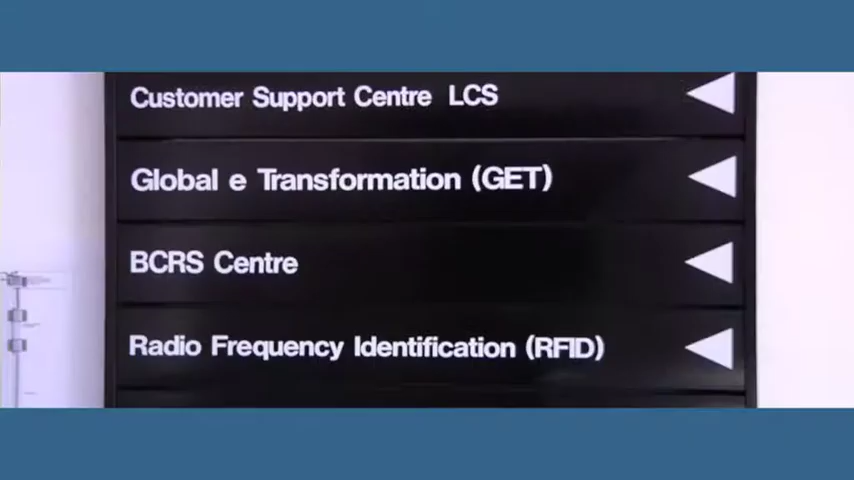 Customer Support Centre LCS
Global e Transformation (GET)
BCRS Centre
Radio Frequency Identification (RFID)